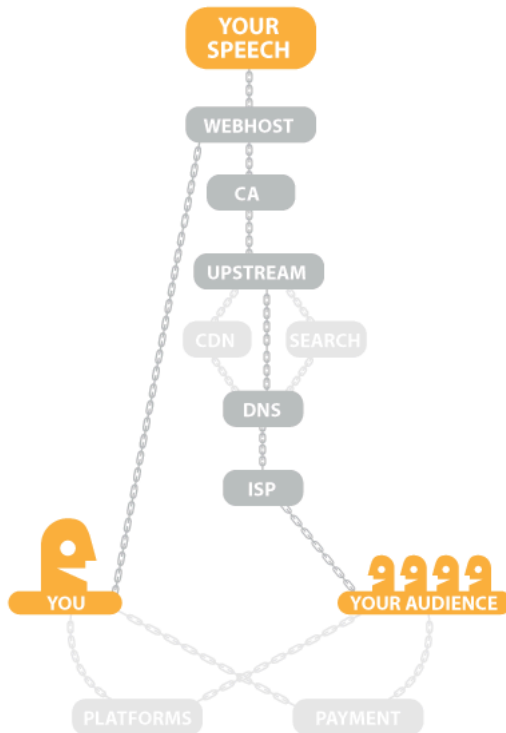 YOUR
SPEECH
WEBHOST
CA
UPSTREAM
CDN
SEARCH
DNS
ISP
YOU
YOUR AUDIENCE
PLATFORMS
PAYMENT